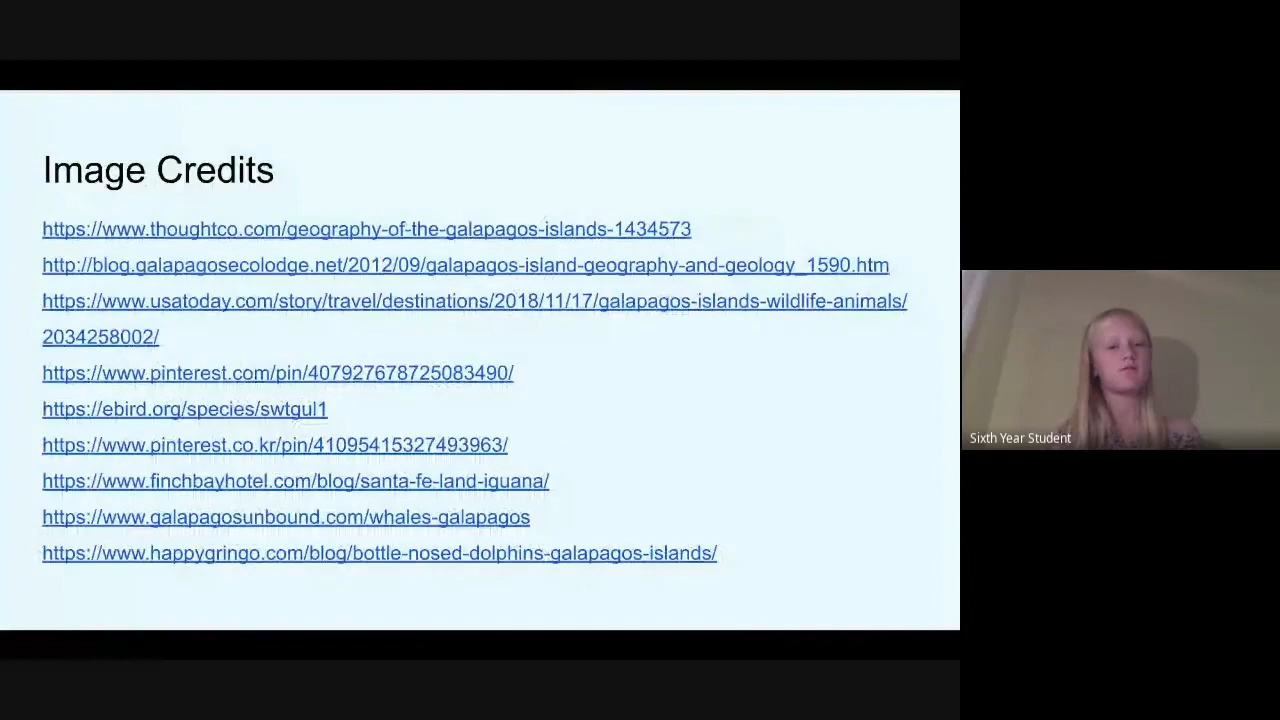 Image Credits
https://www.thoughtco.com/geography-of-the-galapagos-islands-1434573
http://blog.galapagosecolodge.net/2012/09/galapagos-island-geography-and-geology_1590.htm
https://www.usatoday.com/story/travel/destinations/2018/11/17/galapagos-islands-wildlife-animals/
2034258002/
https://www.pinterest.com/pin/407927678725083490/
https://ebird.org/species/swtgul1
https://www.pinterest.co.kr/pin/41095415327493963/
https://www.finchbayhotel.com/blog/santa-fe-land-iguana/
https://www.galapagosunbound.com/whales-galapagos
https://www.happygringo.com/blog/bottle-nosed-dolphins-galapagos-islands/
Sixth Year Student